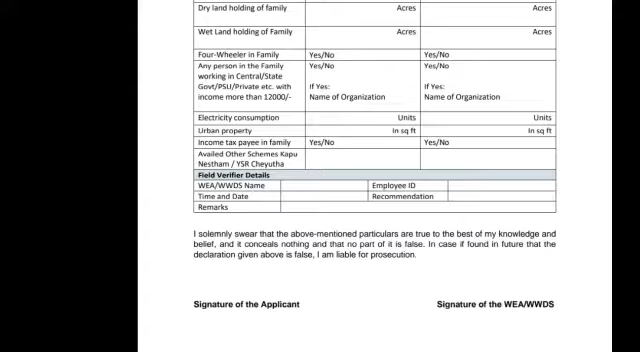 Dry land holding of family Acres Acres
Wet Land holding of Family Acres Acres
Four-Wheeler in Family Yes/No Yes/No
Any person in the Family Yes/No Yes/No
working in Central/State
Govt/PSU/Private etc. with If Yes: If Yes:
income more than 12000/- Name of Organization Name of Organization
Electricity consumption Units Units
Urban property In sq ft In sq ft
Income tax payee in family Yes/No Yes/No
Availed Other Schemes Kapu
Nestham / YSR Cheyutha
Field Verifier Details
WEA/WWDS Name Employee ID
Time and Date Recommendation
Remarks
I solemnly swear that the above-mentioned particulars are true to the best of my knowledge and
belief, and it conceals nothing and that no part of it is false. In case if found in future that the
declaration given above is false, I am liable for prosecution.
Signature of the Applicant Signature of the WEA/WWDS